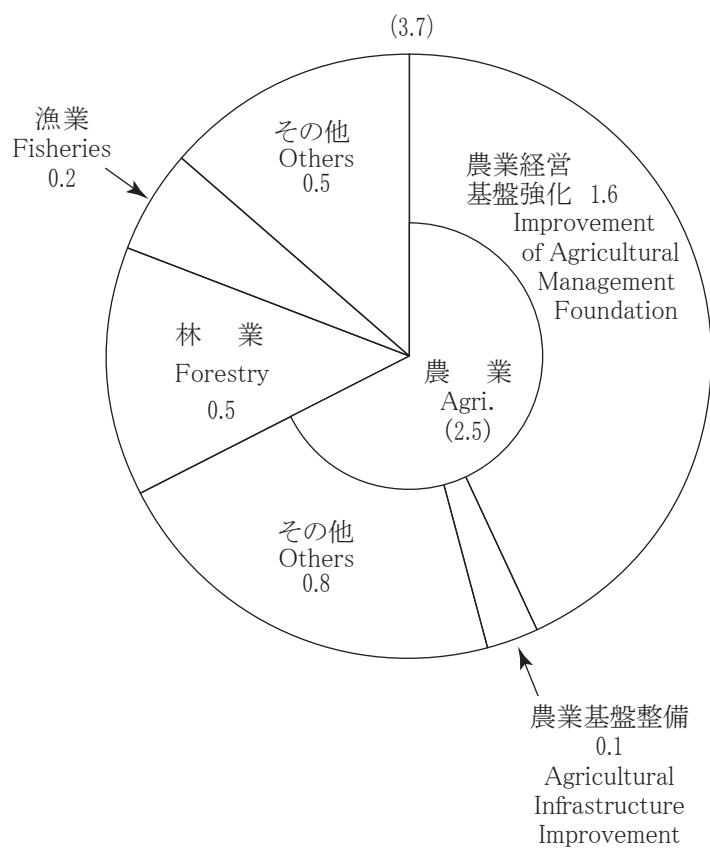 (3.7)
漁業
Fisheries
0.2
その他
Others
0.5
農業経営
基盤強化 1.6
Improvement
of Agricultural
Management
Foundation
林 業
Forestry
0.5
農 業
Agri.
(2.5)
その他
Others
0.8
農業基盤整備
0.1
Agricultural
Infrastructure
Improvement